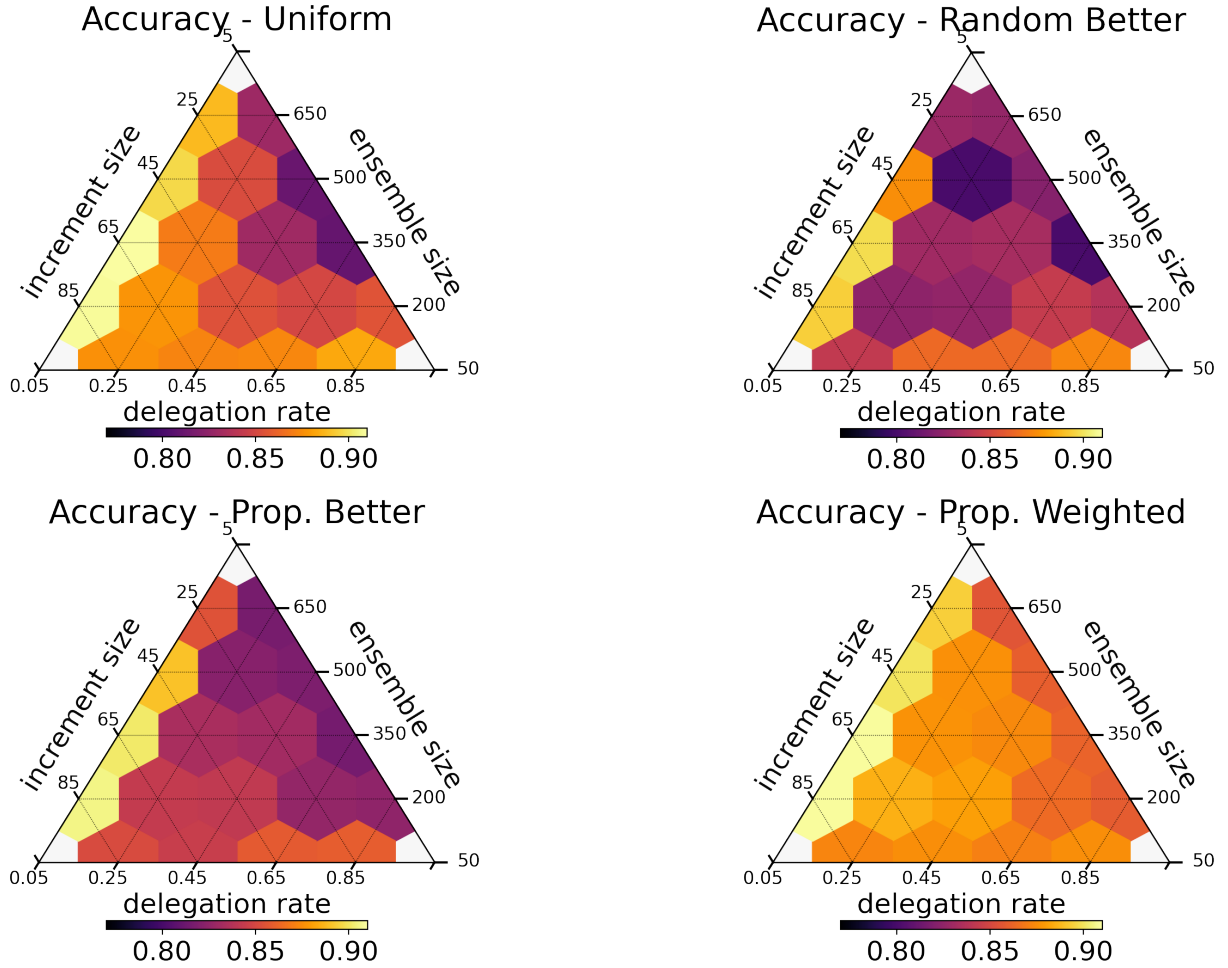 Accuracy - Uniform
5
25
45
65
85
increment size
650
500
350
200
50
ensemble size
0.05 0.25 0.45 0.65 0.85
delegation rate
0.80 0.85 0.90
Accuracy - Random Better
5
25
45
65
85
increment size
650
500
350
200
50
ensemble size
0.05 0.25 0.45 0.65 0.85
delegation rate
0.80 0.85 0.90
Accuracy - Prop. Better
5
25
45
65
85
increment size
650
500
350
200
50
ensemble size
0.05 0.25 0.45 0.65 0.85
delegation rate
0.80 0.85 0.90
Accuracy - Prop. Weighted
5
25
45
65
85
increment size
650
500
350
200
50
ensemble size
0.05 0.25 0.45 0.65 0.85
delegation rate
0.80 0.85 0.90